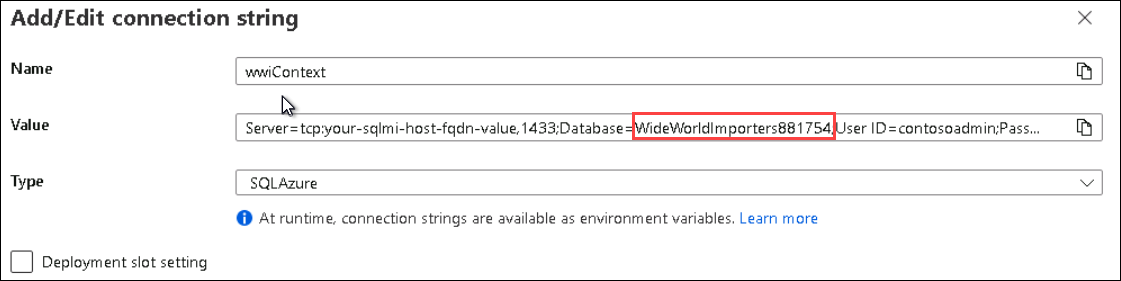 Add/Edit connection string
Name
wwiContext
Value
Server=tcp:your-sqlmi-host-fqdn-value,1433;Database=WideWorldImporters881754;User ID=contosoadmin;Pass...
Type
SQLAzure
At runtime, connection strings are available as environment variables. Learn more
Deployment slot setting